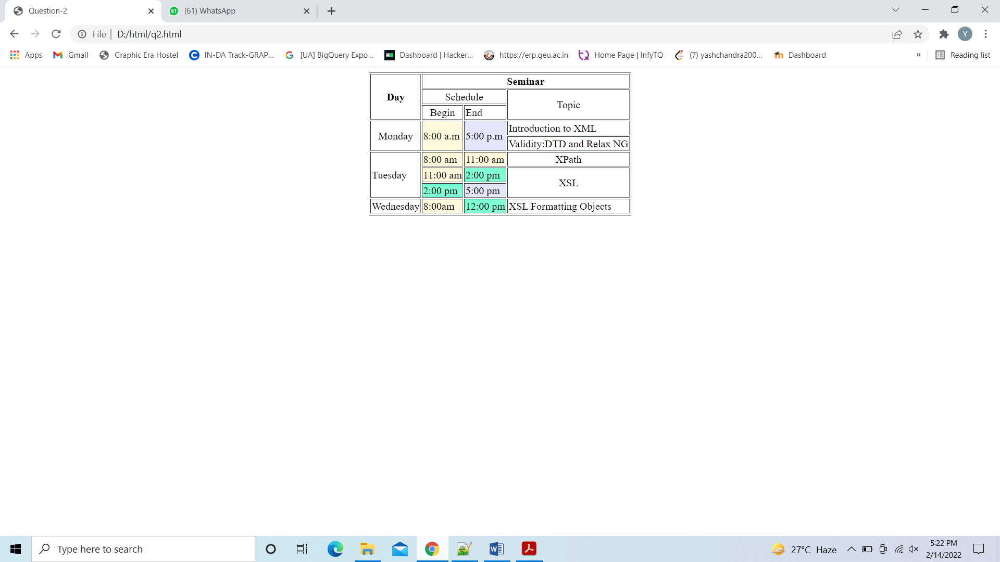 Question-2
(61) WhatsApp
File | D:/html/q2.html
Y
Apps Gmail Graphic Era Hostel IN-DA Track-GRAP... [UA] BigQuery Expo... Dashboard | Hacker... https://erp.geu.ac.in Home Page | InfyTQ (7) yashchandra200... Dashboard » Reading list
Day Seminar
Schedule Topic
Begin End
Monday 8:00 a.m 5:00 p.m Introduction to XML
Validity:DTD and Relax NG
Tuesday 8:00 am 11:00 am XPath
11:00 am 2:00 pm XSL
2:00 pm 5:00 pm
Wednesday 8:00am 12:00 pm XSL Formatting Objects
Type here to search
27°C Haze
5:22 PM
2/14/2022